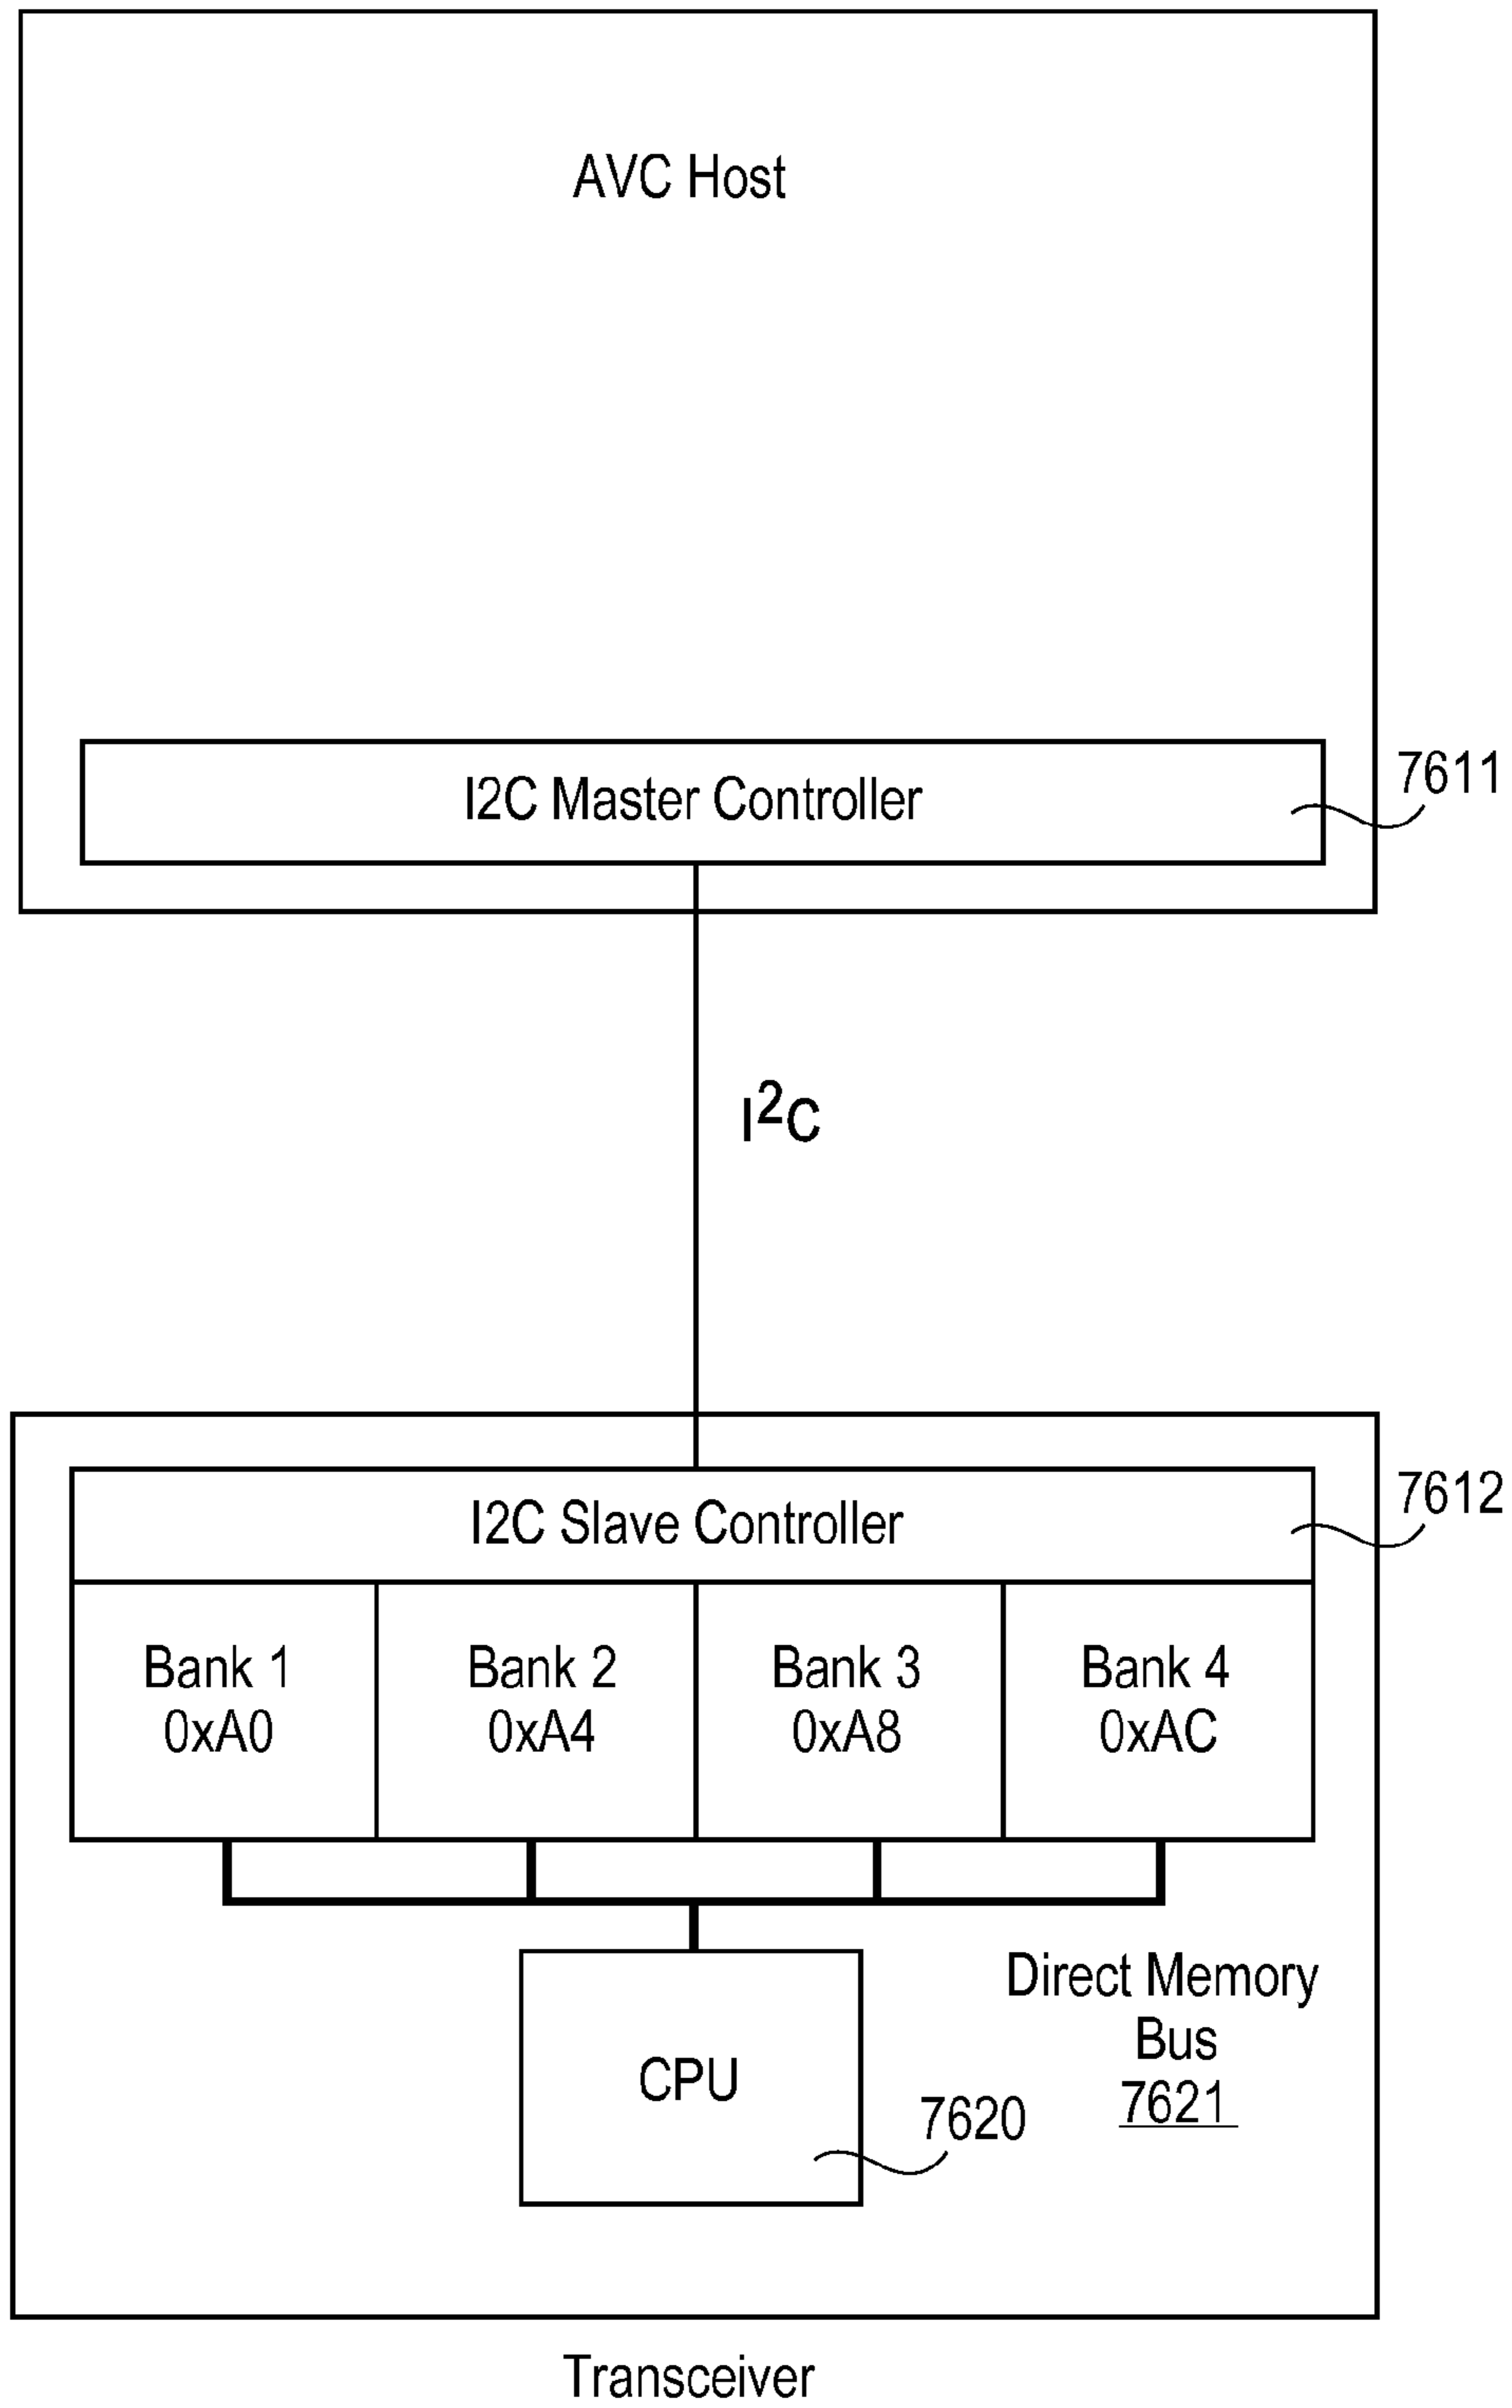 AVC Host
I2C Master Controller
7611
I²C
I2C Slave Controller
7612
Bank 1
0xA0
Bank 2
0xA4
Bank 3
0xA8
Bank 4
0xAC
Direct Memory
Bus
7621
CPU
7620
Transceiver